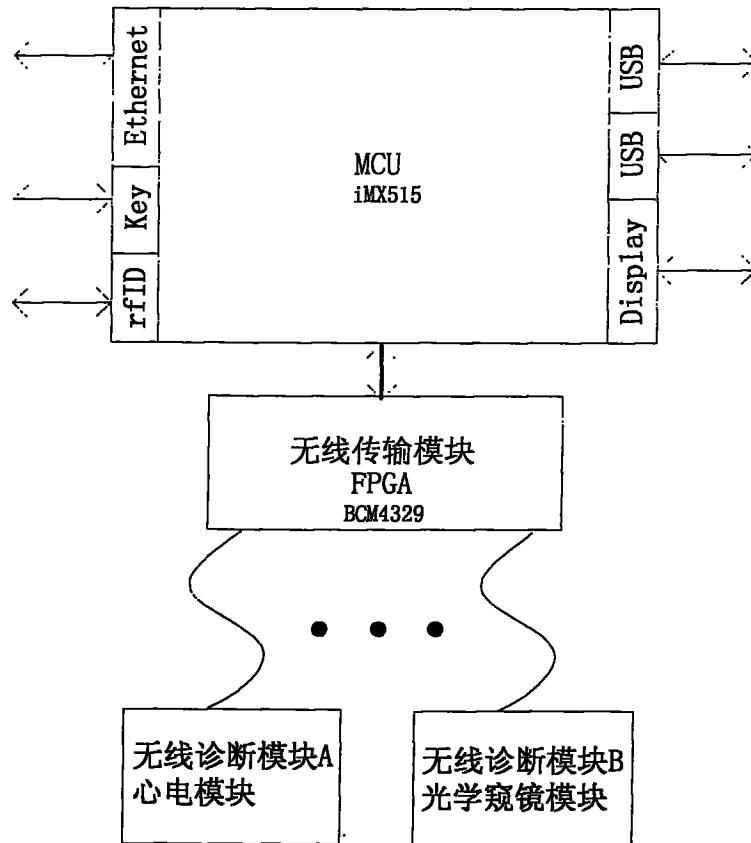 Ethernet
Key
rfID
MCU
iMX515
USB
USB
Display
无线传输模块
FPGA
BCM4329
无线诊断模块A
心电模块
无线诊断模块B
光学窥镜模块